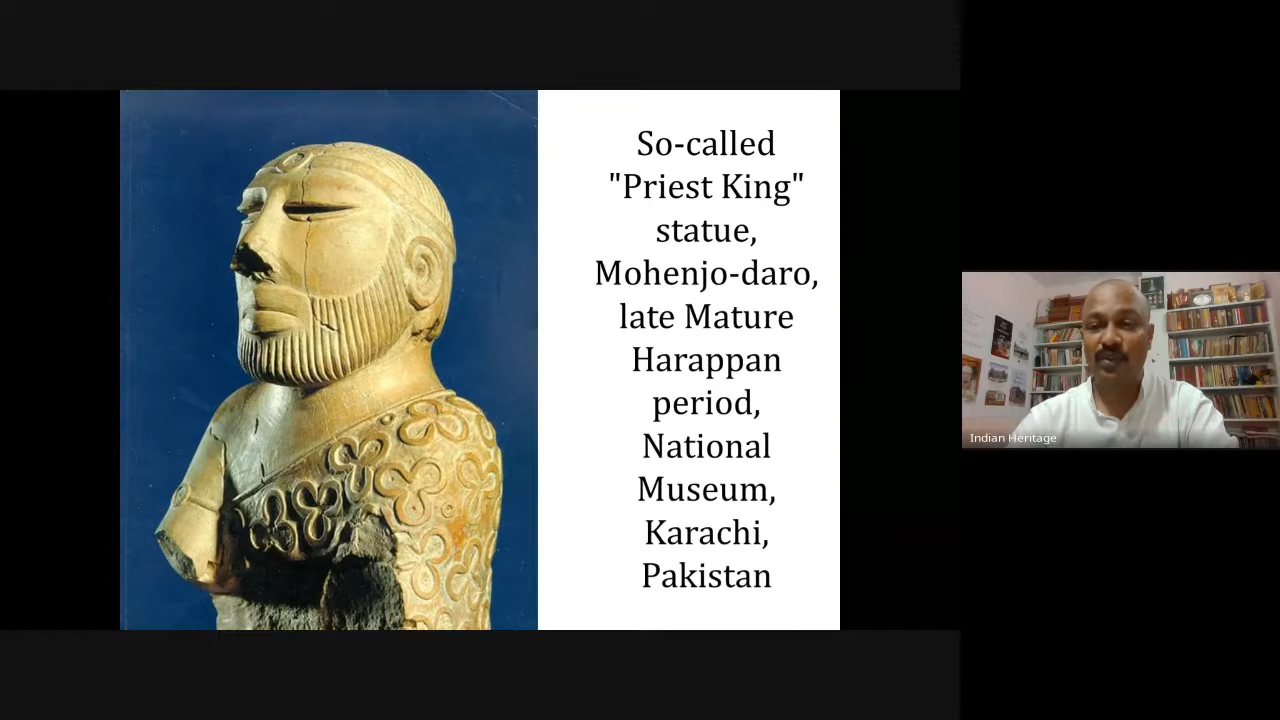 So-called
"Priest King"
statue,
Mohenjo-daro,
late Mature
Harappan
period,
National
Museum,
Karachi,
Pakistan
Indian Heritage